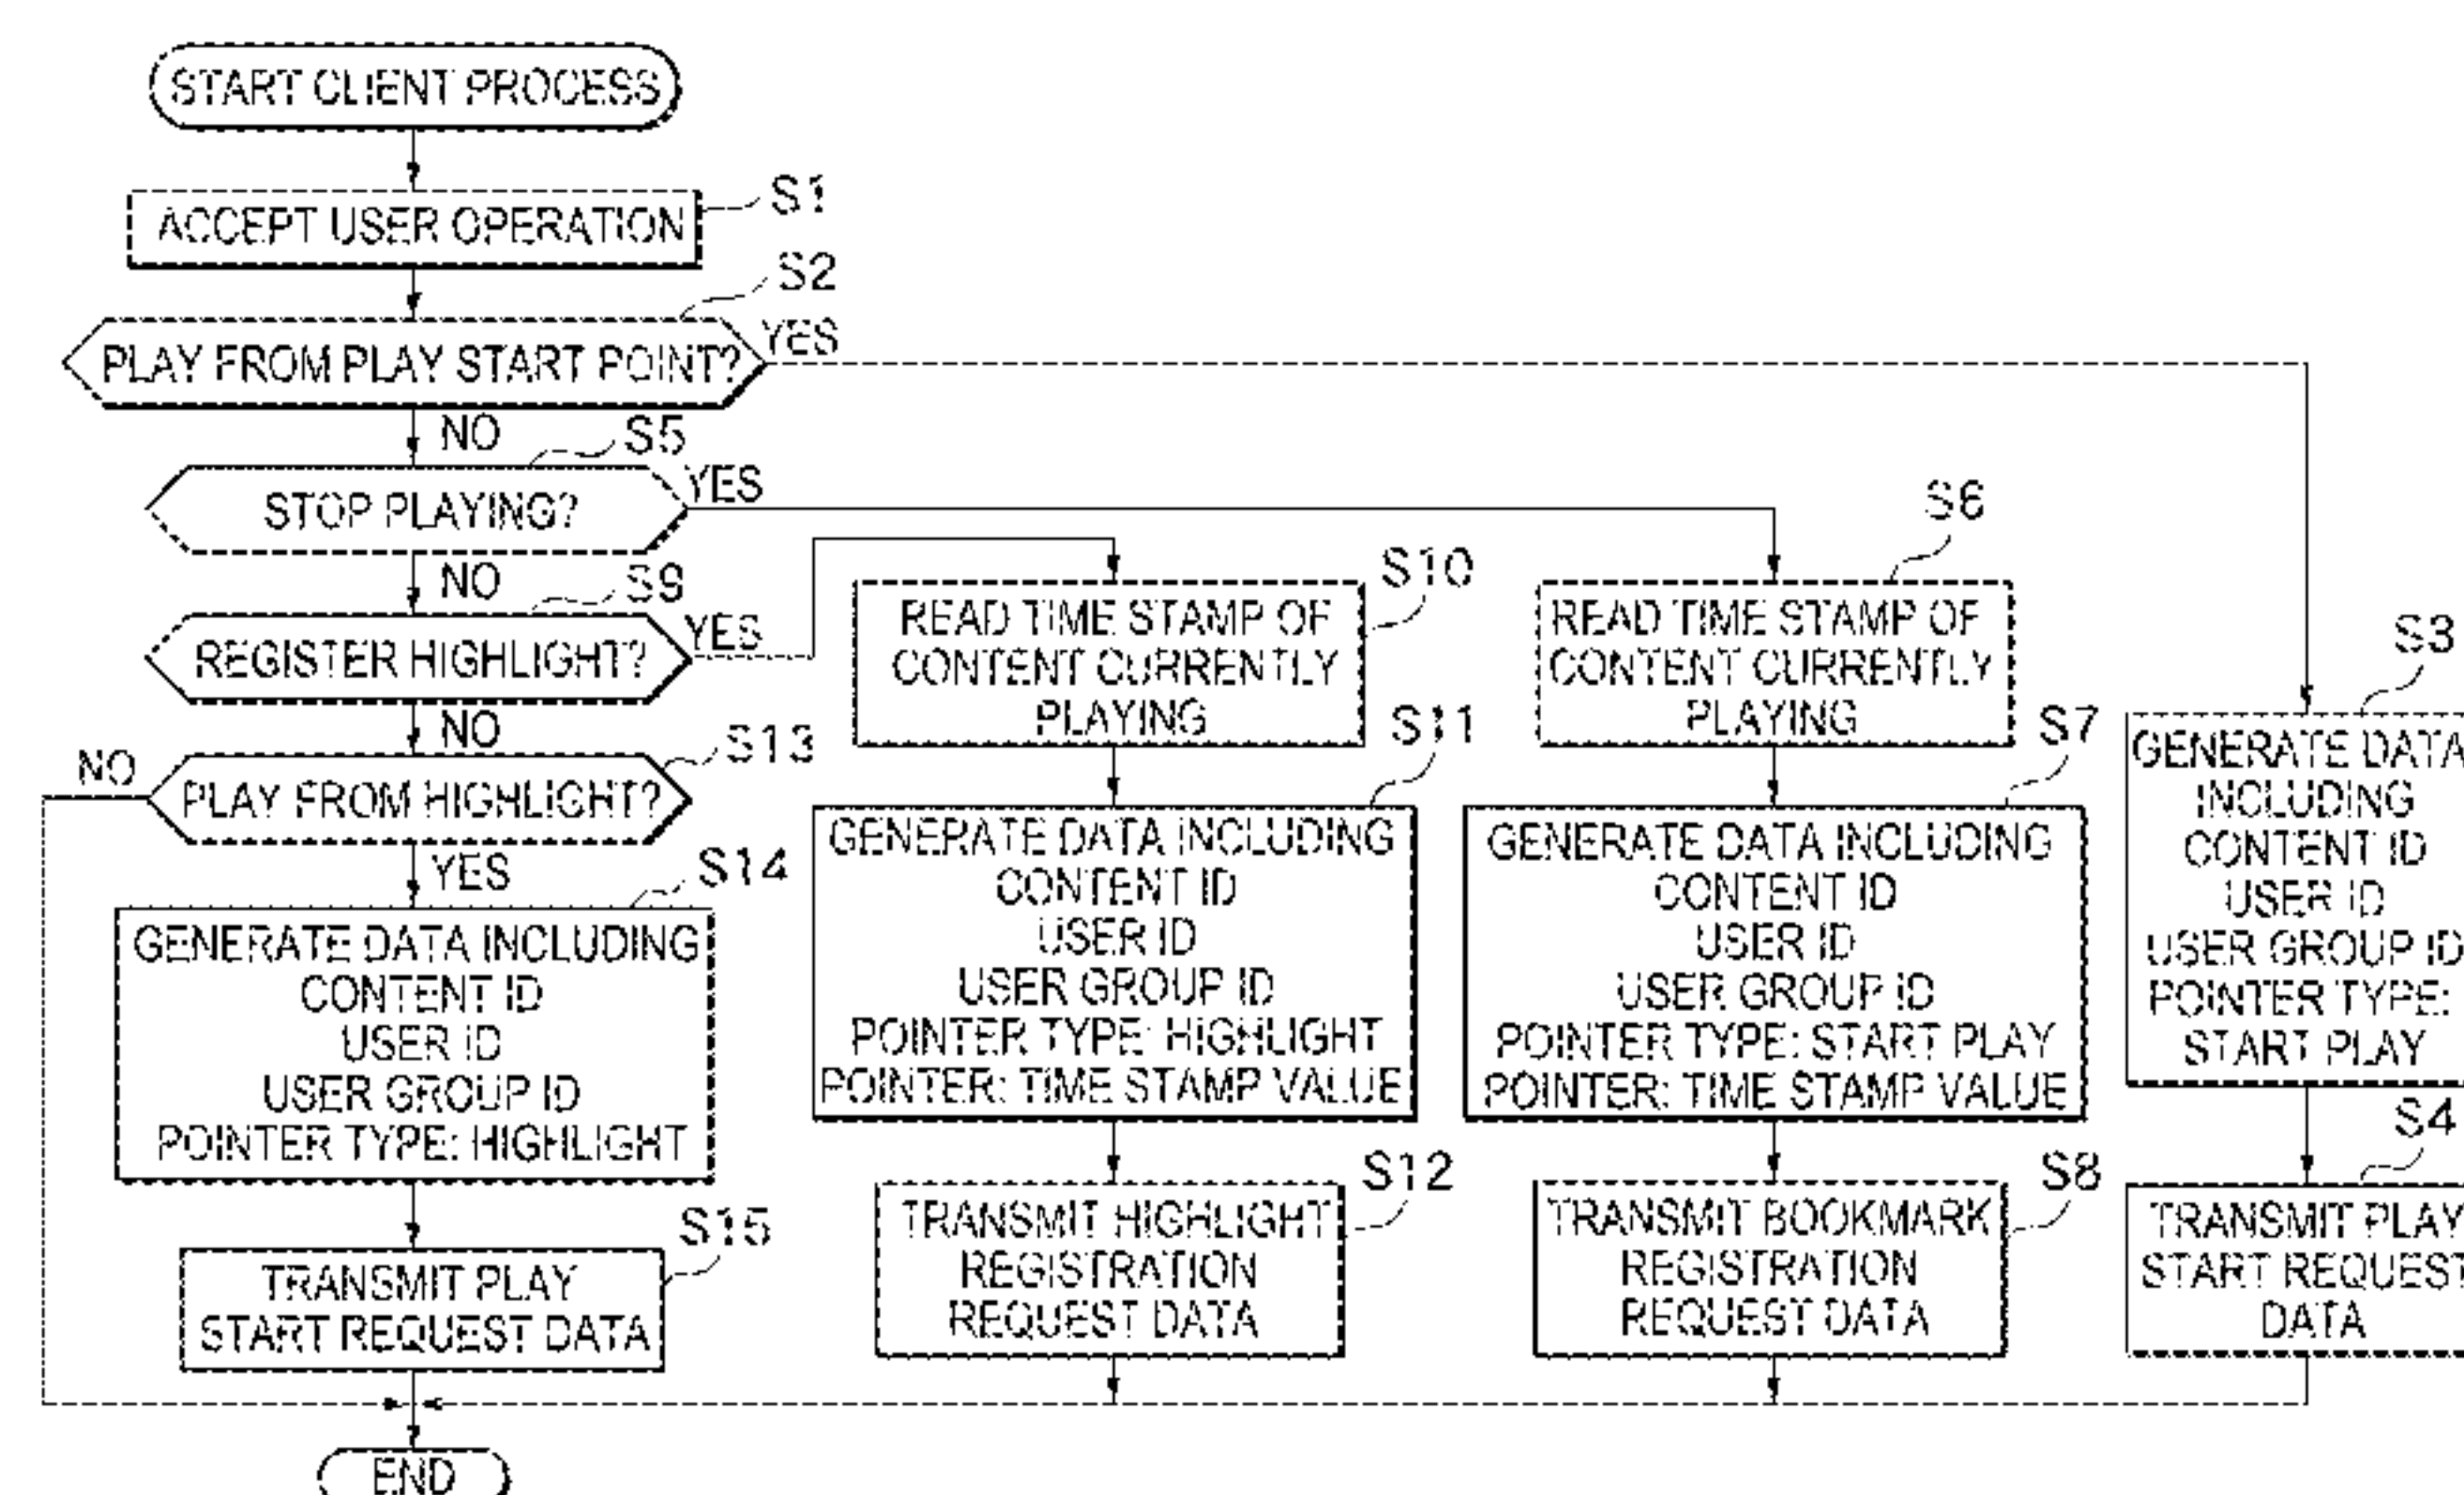 START CLIENT PROCESS
ACCEPT USER OPERATION
S1
S2
PLAY FROM PLAY START POINT?
YES
NO
S5
STOP PLAYING?
YES
NO
S9
REGISTER HIGHLIGHT?
YES
NO
S13
PLAY FROM HIGHLIGHT?
NO
YES
S14
GENERATE DATA INCLUDING
CONTENT ID
USER ID
USER GROUP ID
POINTER TYPE: HIGHLIGHT
S15
TRANSMIT PLAY
START REQUEST DATA
END
S10
READ TIME STAMP OF
CONTENT CURRENTLY
PLAYING
S11
GENERATE DATA INCLUDING
CONTENT ID
USER ID
USER GROUP ID
POINTER TYPE: HIGHLIGHT
POINTER: TIME STAMP VALUE
S12
TRANSMIT HIGHLIGHT
REGISTRATION
REQUEST DATA
S6
READ TIME STAMP OF
CONTENT CURRENTLY
PLAYING
S7
GENERATE DATA INCLUDING
CONTENT ID
USER ID
USER GROUP ID
POINTER TYPE: START PLAY
POINTER: TIME STAMP VALUE
S8
TRANSMIT BOOKMARK
REGISTRATION
REQUEST DATA
S3
GENERATE DATA
INCLUDING
CONTENT ID
USER ID
USER GROUP ID
POINTER TYPE:
START PLAY
S4
TRANSMIT PLAY
START REQUEST
DATA